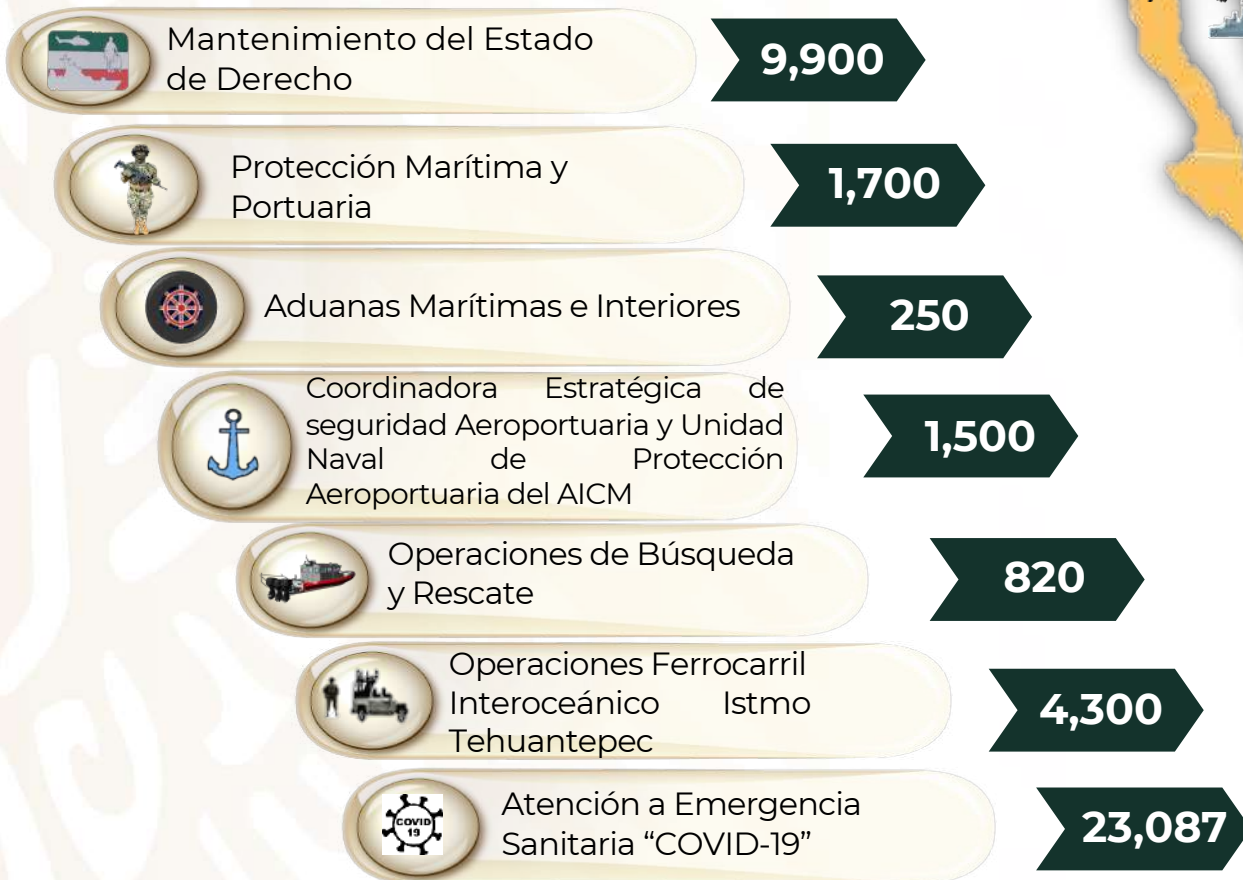 Mantenimiento del Estado
de Derecho
9,900
Protección Marítima y
Portuaria
1,700
Aduanas Marítimas e Interiores
250
Coordinadora Estratégica de
seguridad Aeroportuaria y Unidad
Naval de Protección
Aeroportuaria del AICM
1,500
Operaciones de Búsqueda
y Rescate
820
Operaciones Ferrocarril
Interoceánico Istmo
Tehuantepec
4,300
COVID
19
Atención a Emergencia
Sanitaria “COVID-19”
23,087